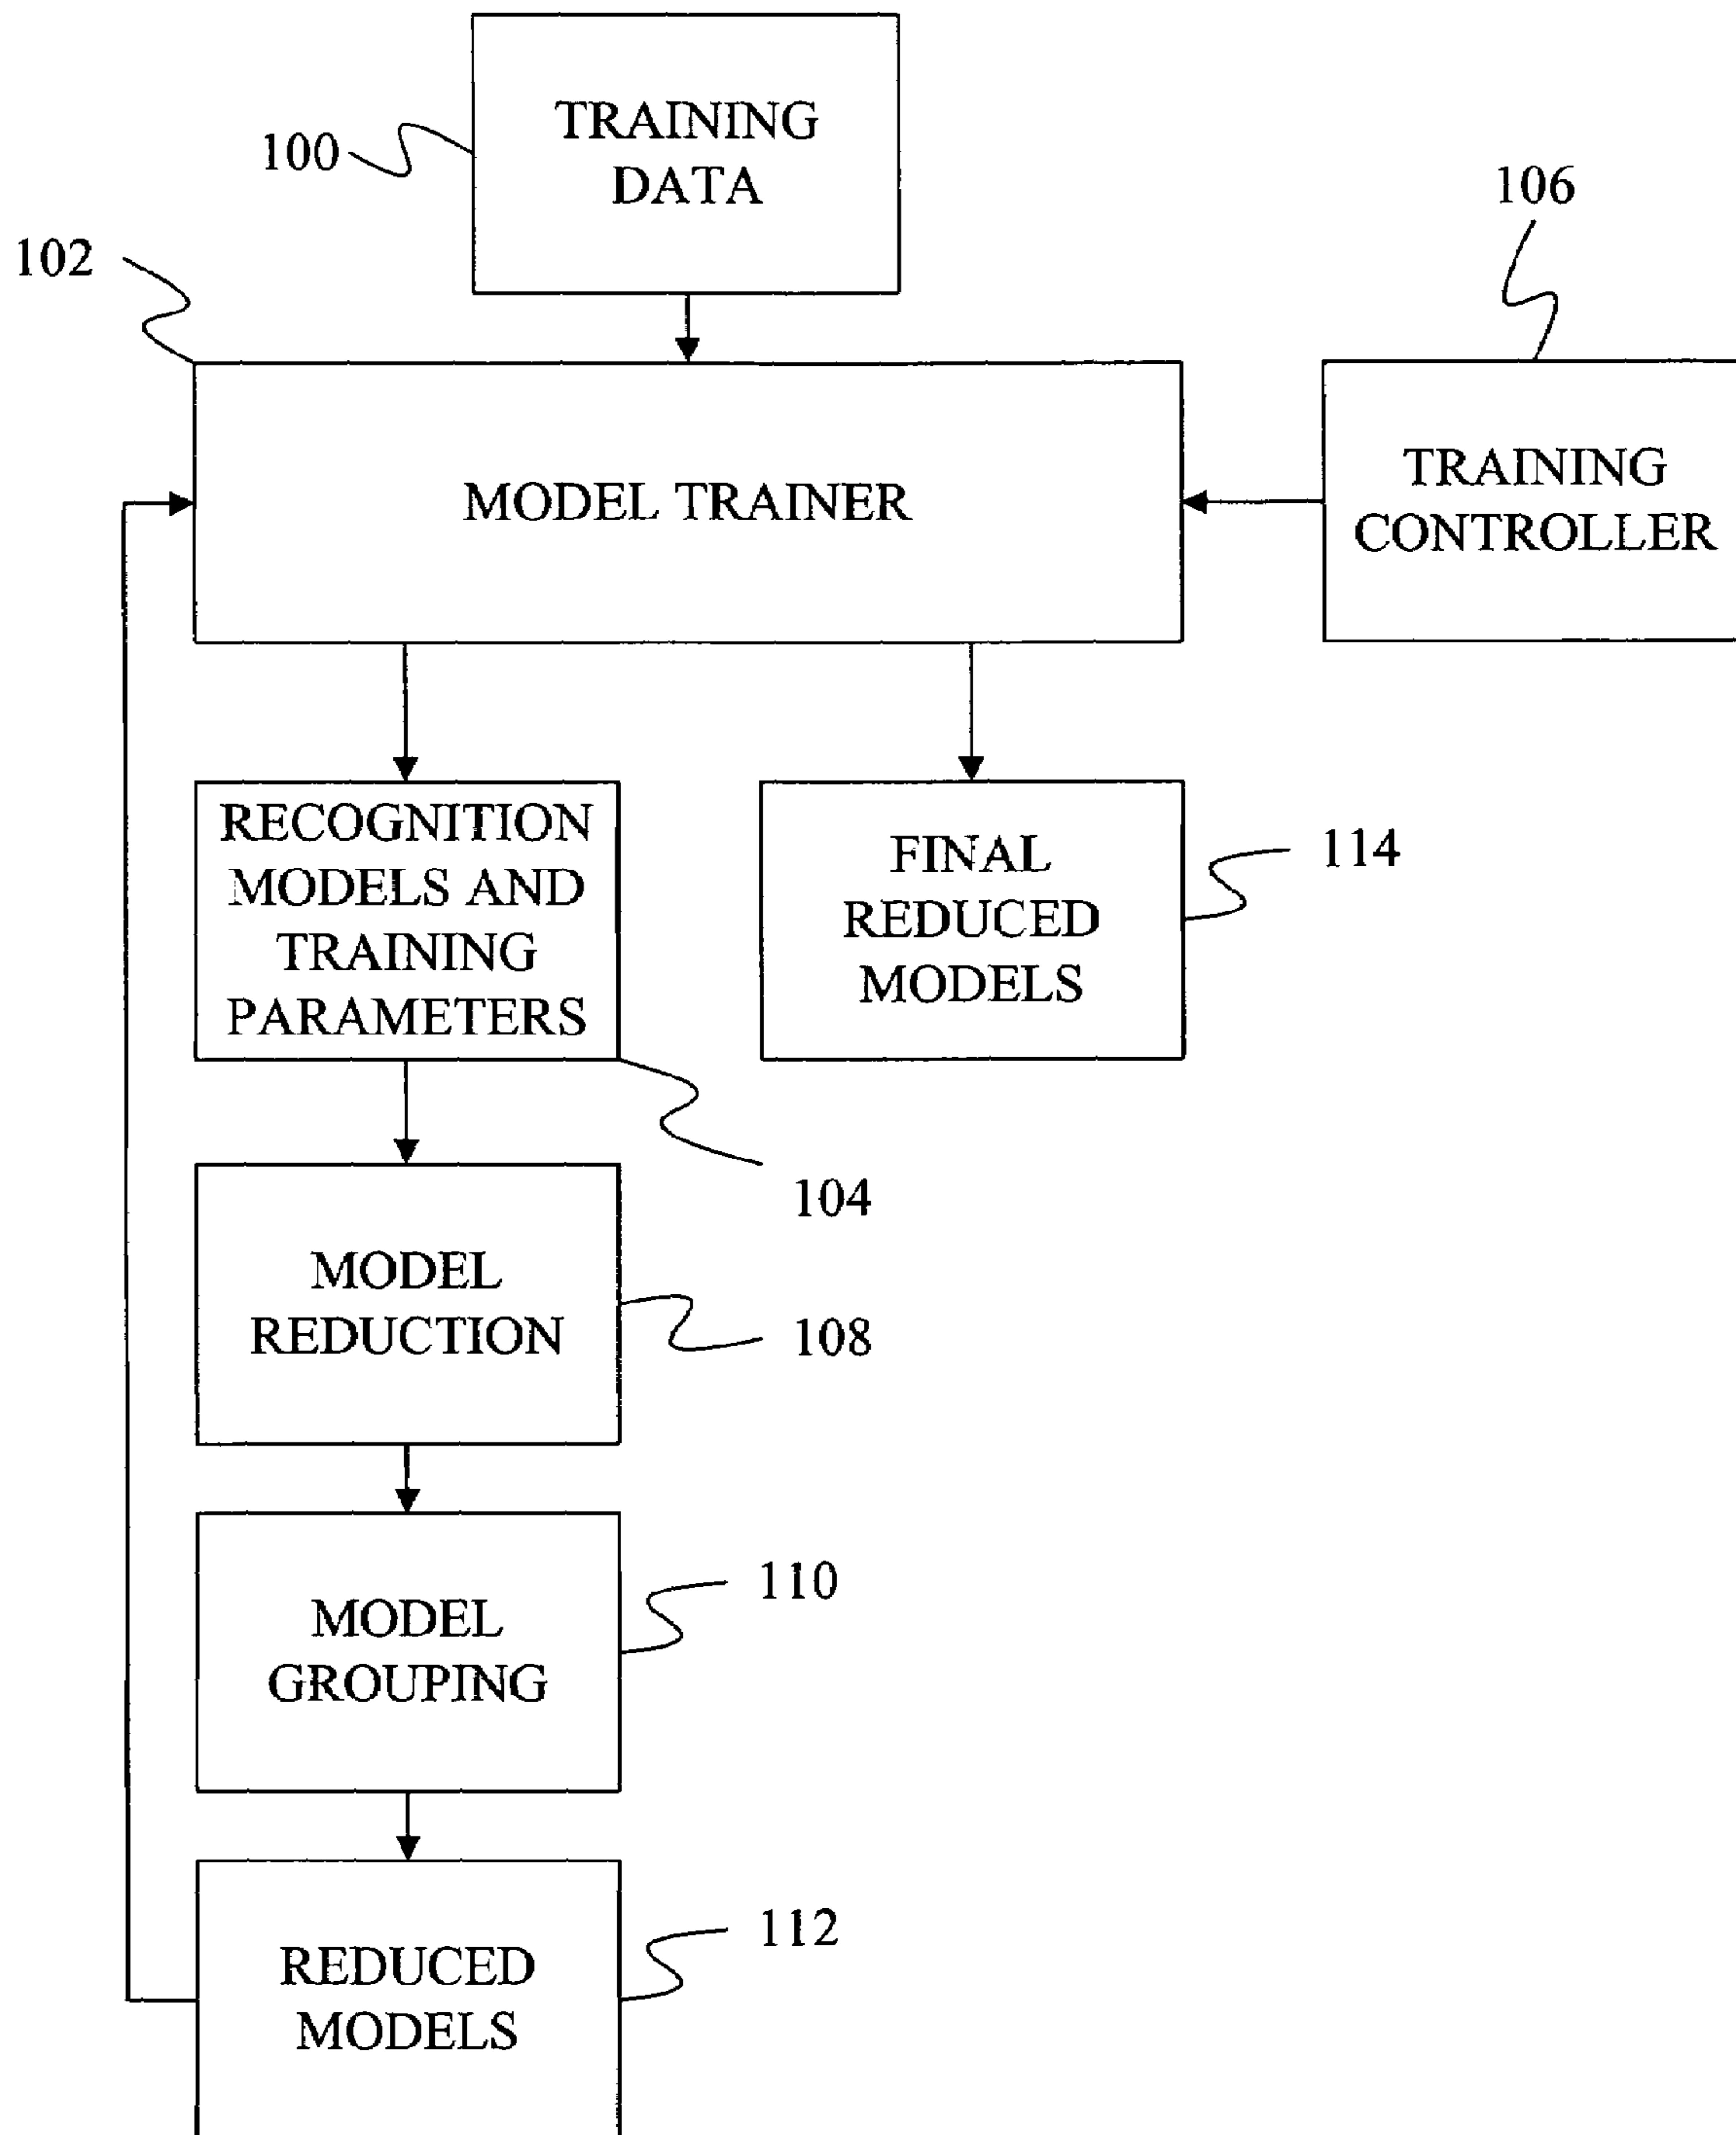 TRAINING
DATA
100
106
102
MODEL TRAINER
TRAINING
CONTROLLER
RECOGNITION
MODELS AND
TRAINING
PARAMETERS
FINAL
REDUCED
MODELS
114
104
MODEL
REDUCTION
108
MODEL
GROUPING
110
REDUCED
MODELS
112